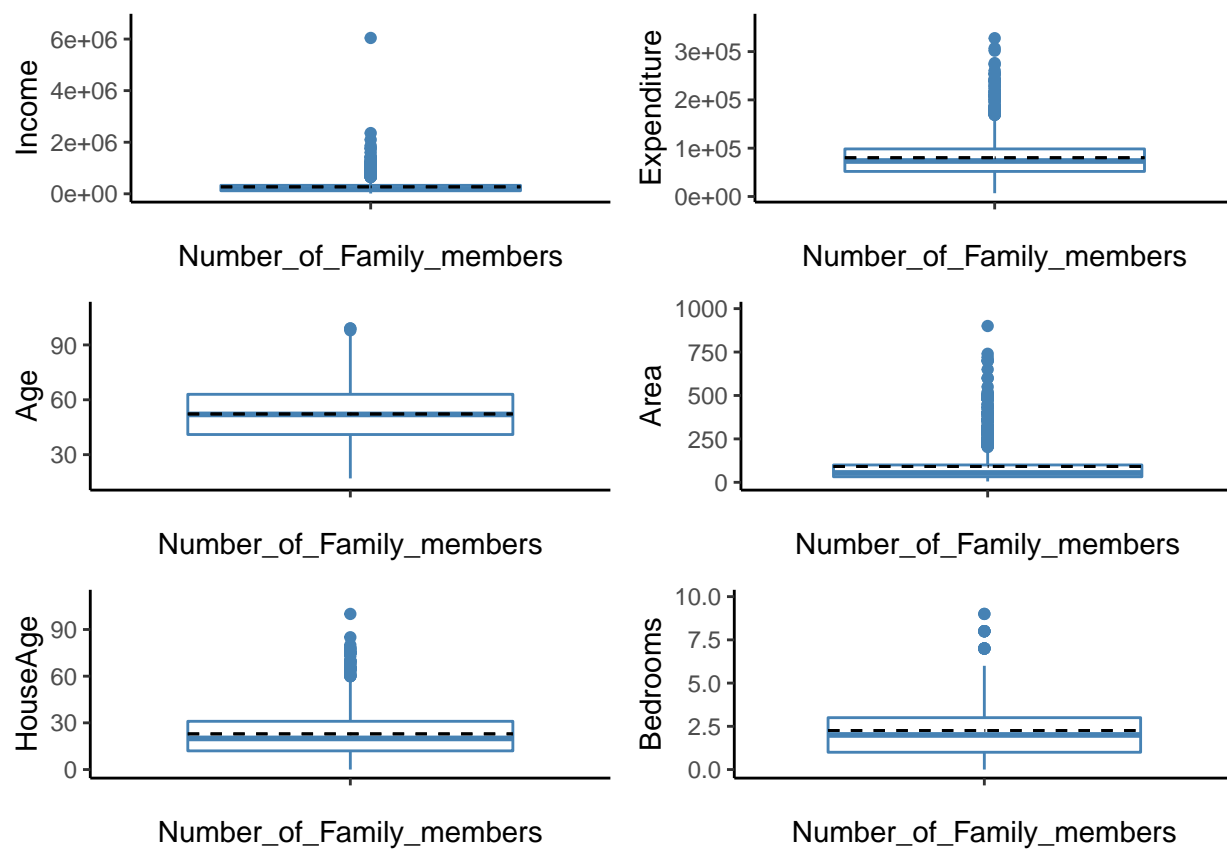 Income
6e+06
4e+06
2e+06
0e+00
Number_of_Family_members
Expenditure
3e+05
2e+05
1e+05
0e+00
Number_of_Family_members
Age
90
60
30
Number_of_Family_members
Area
1000
750
500
250
0
Number_of_Family_members
HouseAge
90
60
30
0
Number_of_Family_members
Bedrooms
10.0
7.5
5.0
2.5
0.0
Number_of_Family_members